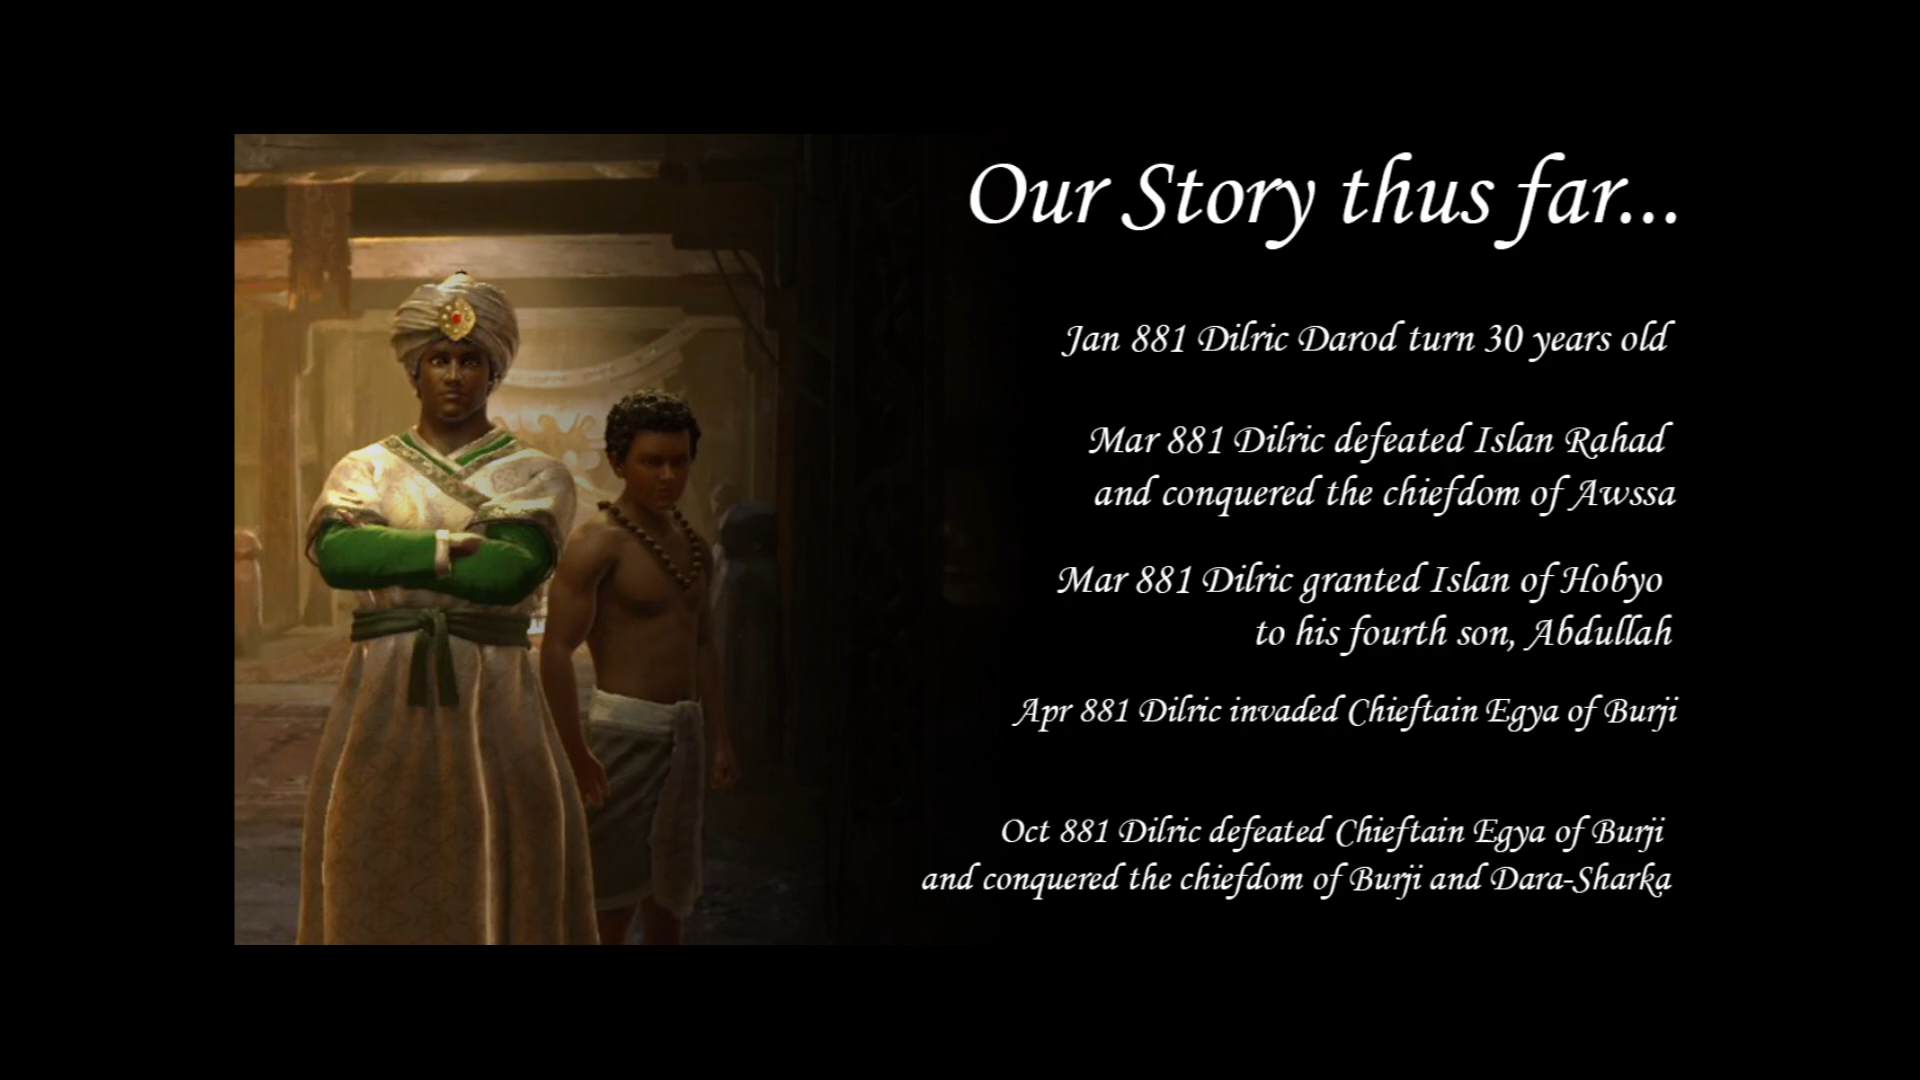 Our Story thus far...
Jan 881 Dilric Darod turn 30 years old
Mar 881 Dilric defeated Islan Rahad
and conquered the chiefdom of Awssa
Mar 881 Dilric granted Islan of Hobyo
to his fourth son, Abdullah
Apr 881 Dilric invaded Chieftain Egya of Burji
Oct 881 Dilric defeated Chieftain Egya of Burji
and conquered the chiefdom of Burji and Dara-Sharka